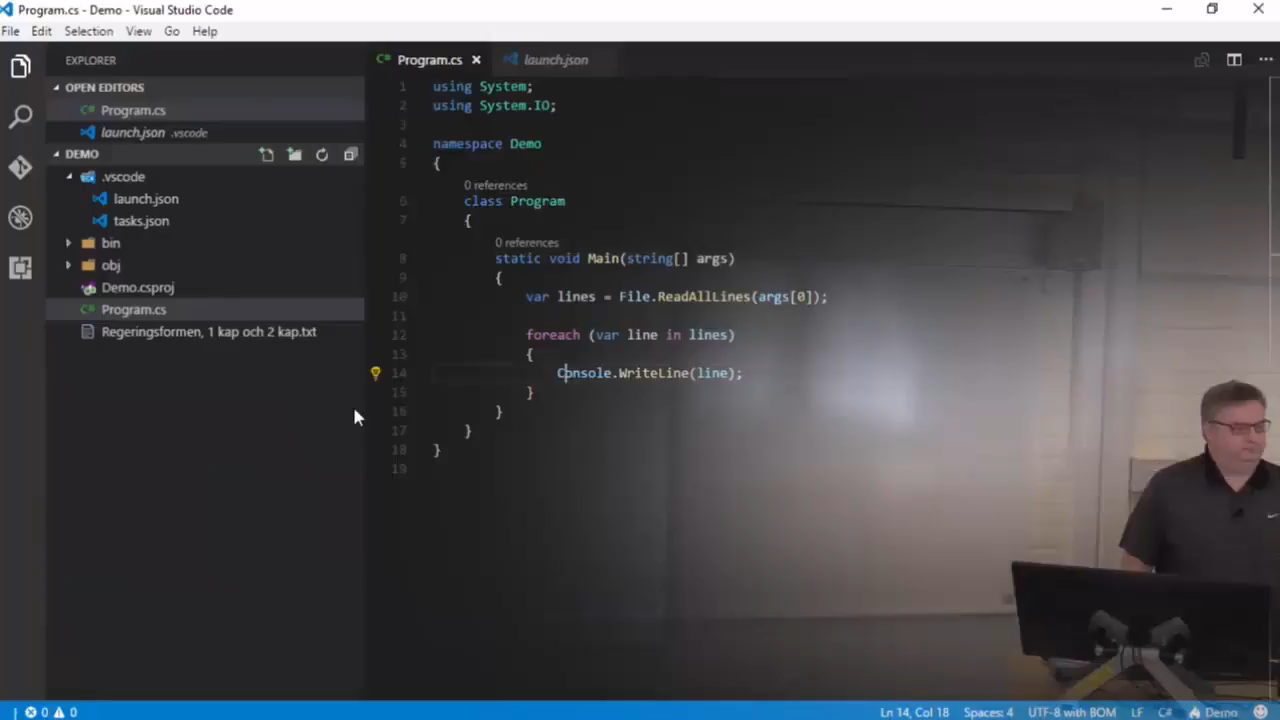 Program.cs - Demo - Visual Studio Code
File Edit Selection View Go Help
EXPLORER
OPEN EDITORS
Program.cs
launch.json .vscode
DEMO
.vscode
launch.json
tasks.json
bin
obj
Demo.csproj
Program.cs
Regeringsformen, 1 kap och 2 kap.txt
Program.cs launch.json
1 using System;
2 using System.IO;
3
4 namespace Demo
5 {
0 references
6 class Program
7 {
0 references
8 static void Main(string[] args)
9 {
10 var lines = File.ReadAllLines(args[0]);
11
12 foreach (var line in lines)
13 {
14 Console.WriteLine(line);
15 }
16 }
17 }
18 }
19
0 0 Ln 14, Col 18 Spaces: 4 UTF-8 with BOM LF C# Demo